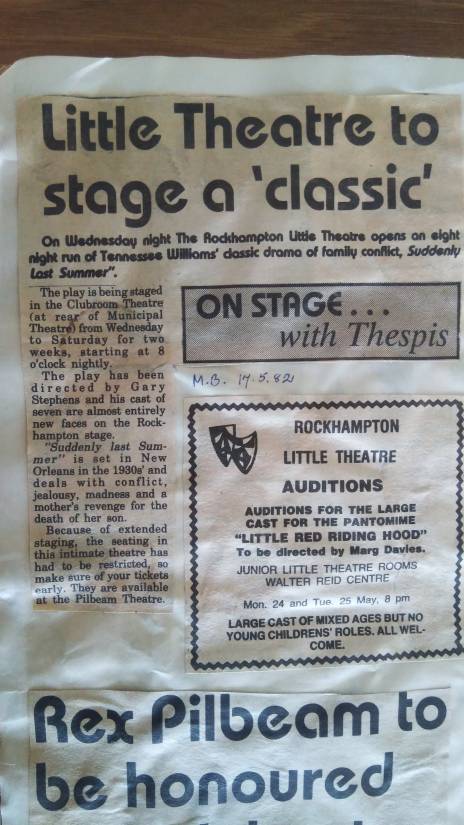 Little Theatre to
stage a 'classic'
On Wednesday night The Rockhampton Little Theatre opens an eight
night run of Tennessee Williams' classic drama of family conflict, Suddenly
Last Summer".
The play is being staged
in the Clubroom Theatre
(at rear of Municipal
Theatre) from Wednesday
to Saturday for two
weeks, starting at 8
o'clock nightly.
The play has been
directed by Gary
Stephens and his cast of
seven are almost entirely
new faces on the Rock-
hampton stage.
"Suddenly last Sum-
mer" is set in New
Orleans in the 1930s' and
deals with conflict,
jealousy, madness and a
mother's revenge for the
death of her son.
Because of extended
staging, the seating in
this intimate theatre has
had to be restricted, so
make sure of your tickets
early. They are available
at the Pilbeam Theatre.
ON STAGE...
with Thespis
M.B. 17.5.82
ROCKHAMPTON
LITTLE THEATRE
AUDITIONS
AUDITIONS FOR THE LARGE
CAST FOR THE PANTOMIME
"LITTLE RED RIDING HOOD"
To be directed by Marg Davies.
JUNIOR LITTLE THEATRE ROOMS
WALTER REID CENTRE
Mon. 24 and Tue. 25 May, 8 pm
LARGE CAST OF MIXED AGES BUT NO
YOUNG CHILDRENS' ROLES. ALL WEL-
COME.
Rex Pilbeam to
be honoured